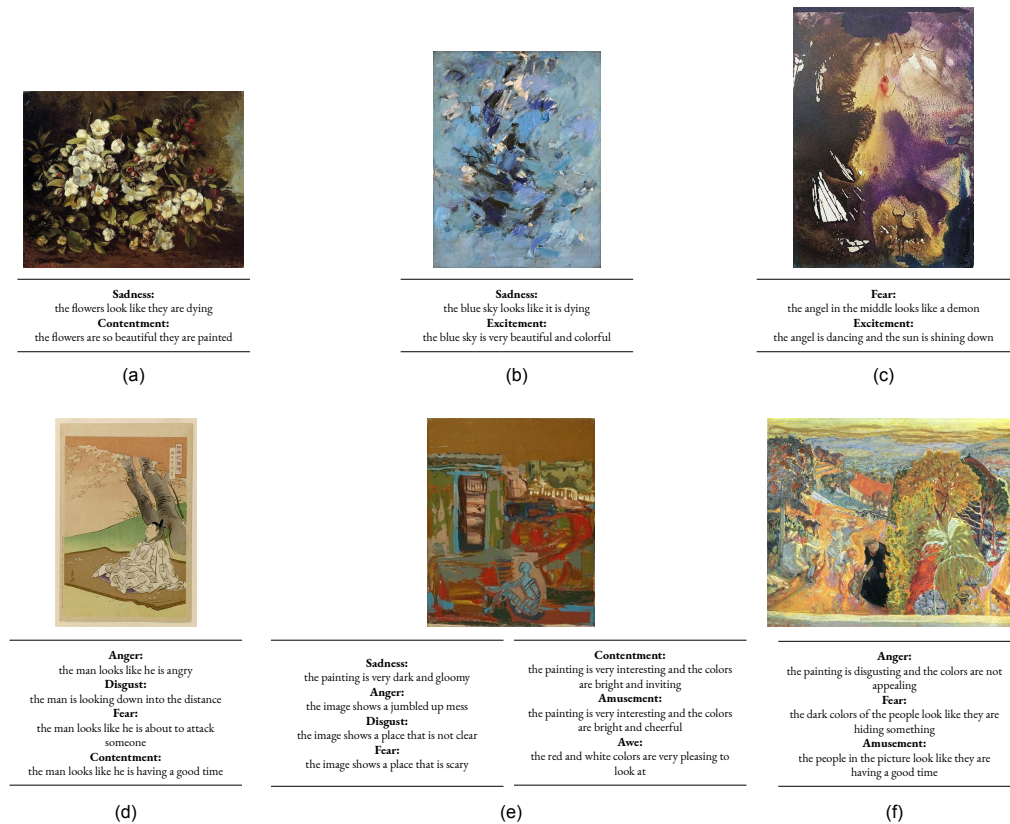 Sadness:
the flowers look like they are dying
Contentment:
the flowers are so beautiful they are painted
(a)
Sadness:
the blue sky looks like it is dying
Excitement:
the blue sky is very beautiful and colorful
(b)
Fear:
the angel in the middle looks like a demon
Excitement:
the angel is dancing and the sun is shining down
(c)
Anger:
the man looks like he is angry
Disgust:
the man is looking down into the distance
Fear:
the man looks like he is about to attack
someone
Contentment:
the man looks like he is having a good time
(d)
Sadness:
the painting is very dark and gloomy
Anger:
the image shows a jumbled up mess
Disgust:
the image shows a place that is not clear
Fear:
the image shows a place that is scary
Contentment:
the painting is very interesting and the colors
are bright and inviting
Amusement:
the painting is very interesting and the colors
are bright and cheerful
Awe:
the red and white colors are very pleasing to
look at
(e)
Anger:
the painting is disgusting and the colors are not
appealing
Fear:
the dark colors of the people look like they are
hiding something
Amusement:
the people in the picture look like they are
having a good time
(f)